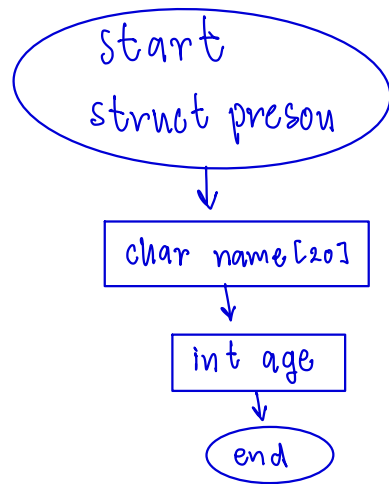 start
struct presou
char name[20]
int age
end